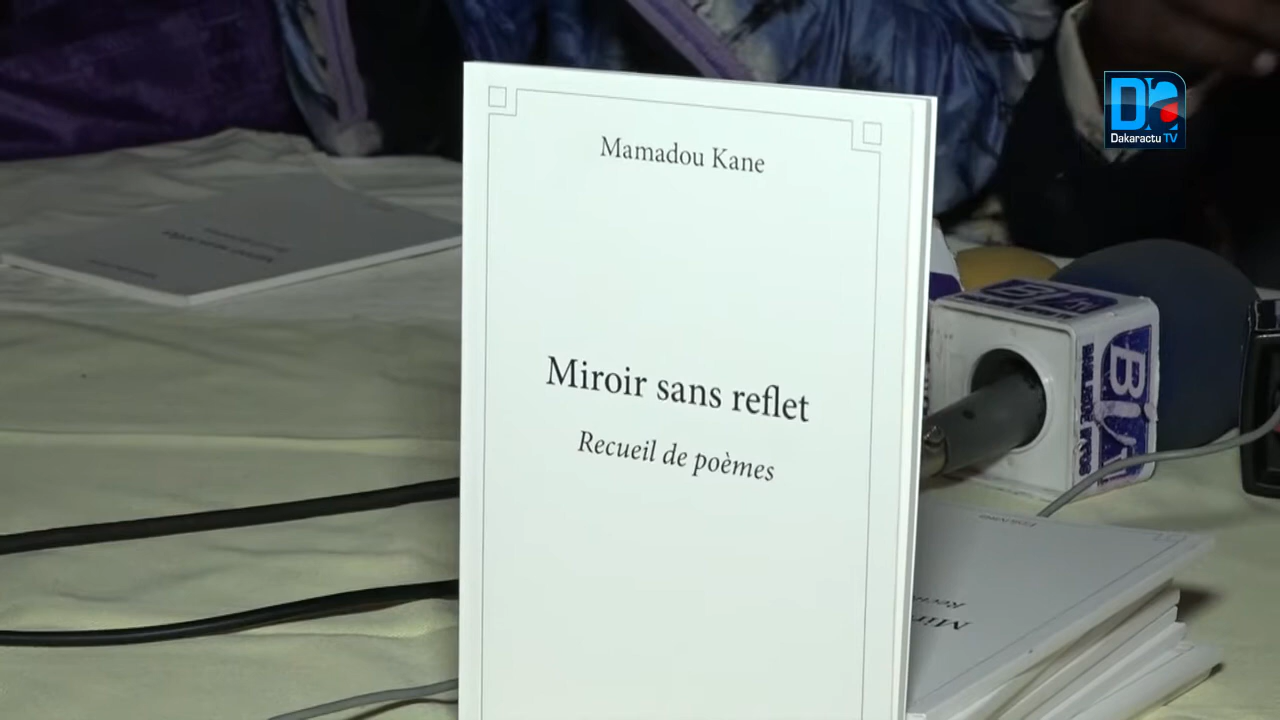 Dakaractu TV
Mamadou Kane
Miroir sans reflet
Recueil de poèmes